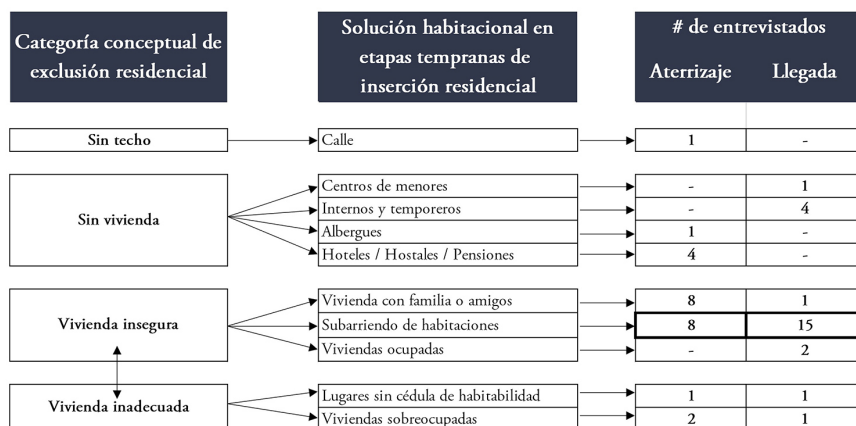 Categoría conceptual de
exclusión residencial
Solución habitacional en
etapas tempranas de
inserción residencial
# de entrevistados
Aterrizaje Llegada
Sin techo Calle 1 -
Sin vivienda
Centros de menores - 1
Internos y temporeros - 4
Albergues 1 -
Hoteles / Hostales / Pensiones 4 -
Vivienda insegura
Vivienda con familia o amigos 8 1
Subarriendo de habitaciones 8 15
Viviendas ocupadas - 2
Vivienda inadecuada
Lugares sin cédula de habitabilidad 1 1
Viviendas sobreocupadas 2 1